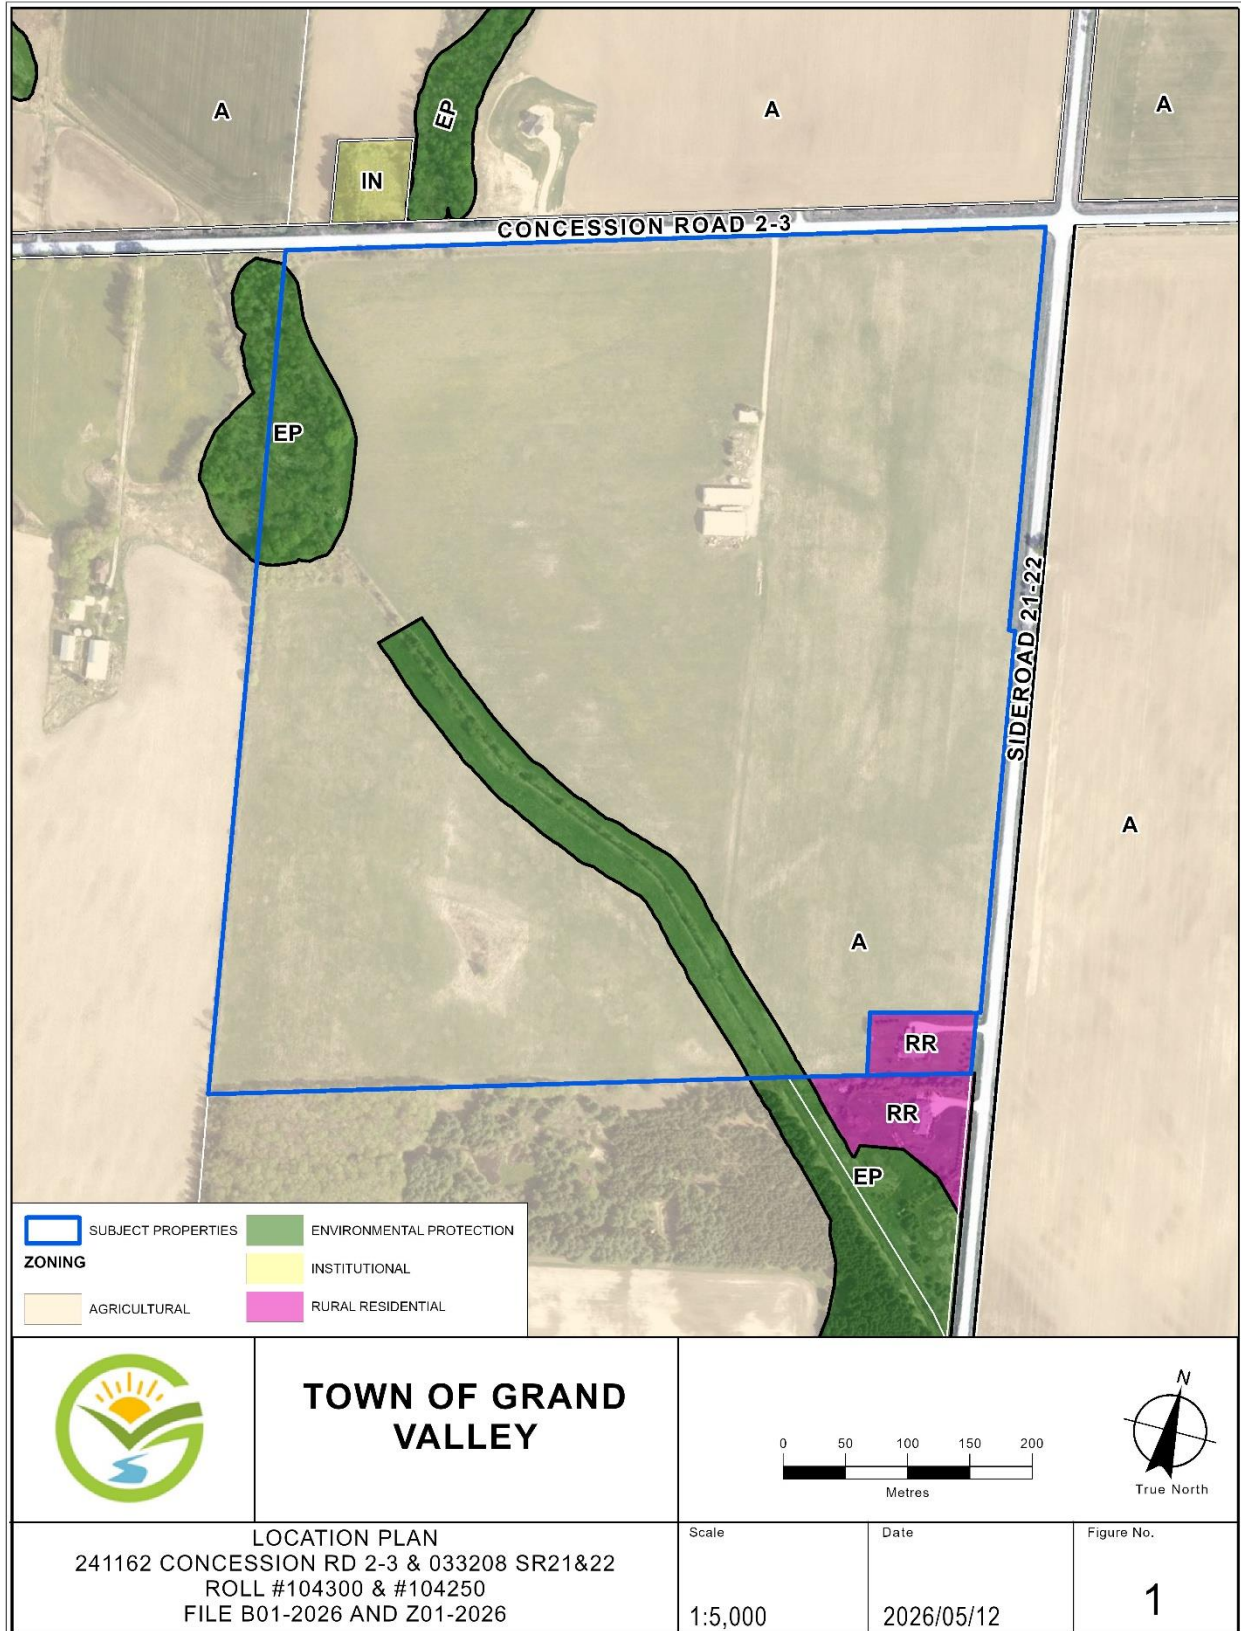 A
EP
A
A
IN
CONCESSION ROAD 2-3
EP
SIDEROAD 21-22
A
A
RR
RR
EP
SUBJECT PROPERTIES
ENVIRONMENTAL PROTECTION
ZONING
INSTITUTIONAL
AGRICULTURAL
RURAL RESIDENTIAL
TOWN OF GRAND
VALLEY
0 50 100 150 200
Metres
N
True North
LOCATION PLAN
241162 CONCESSION RD 2-3 & 033208 SR21&22
ROLL #104300 & #104250
FILE B01-2026 AND Z01-2026
Scale
1:5,000
Date
2026/05/12
Figure No.
1